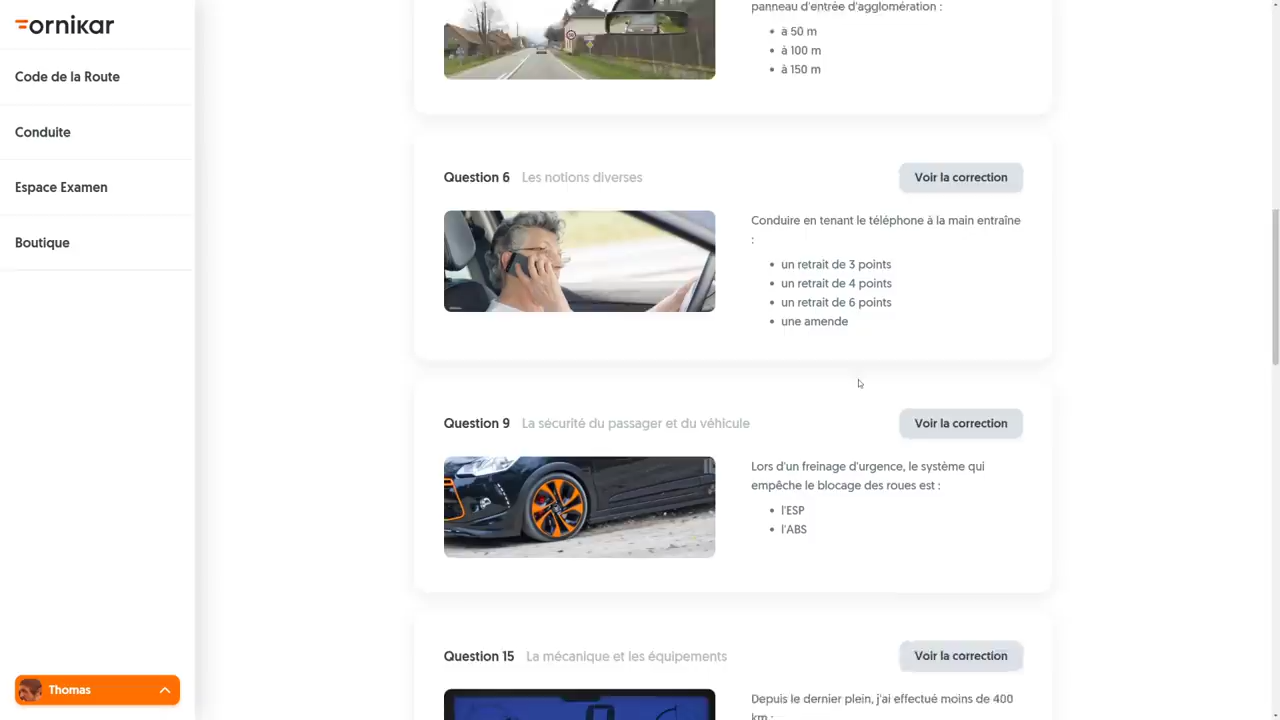 ornikar
Code de la Route
Conduite
Espace Examen
Boutique
Thomas
panneau d'entrée d'agglomération :
à 50 m
à 100 m
à 150 m
Question 6 Les notions diverses
Voir la correction
Conduire en tenant le téléphone à la main entraîne
:
un retrait de 3 points
un retrait de 4 points
un retrait de 6 points
une amende
Question 9 La sécurité du passager et du véhicule
Voir la correction
Lors d'un freinage d'urgence, le système qui
empêche le blocage des roues est :
l'ESP
l'ABS
Question 15 La mécanique et les équipements
Voir la correction
Depuis le dernier plein, j'ai effectué moins de 400
km :